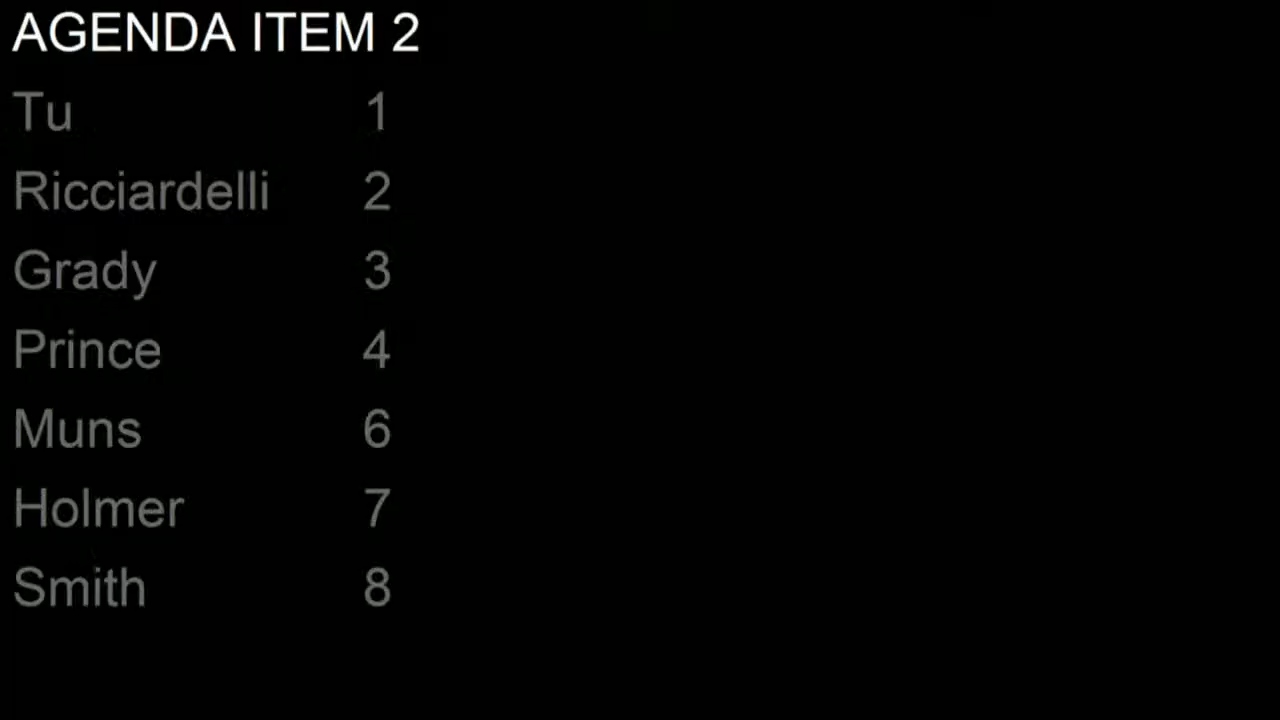 AGENDA ITEM 2
Tu 1
Ricciardelli 2
Grady 3
Prince 4
Muns 6
Holmer 7
Smith 8